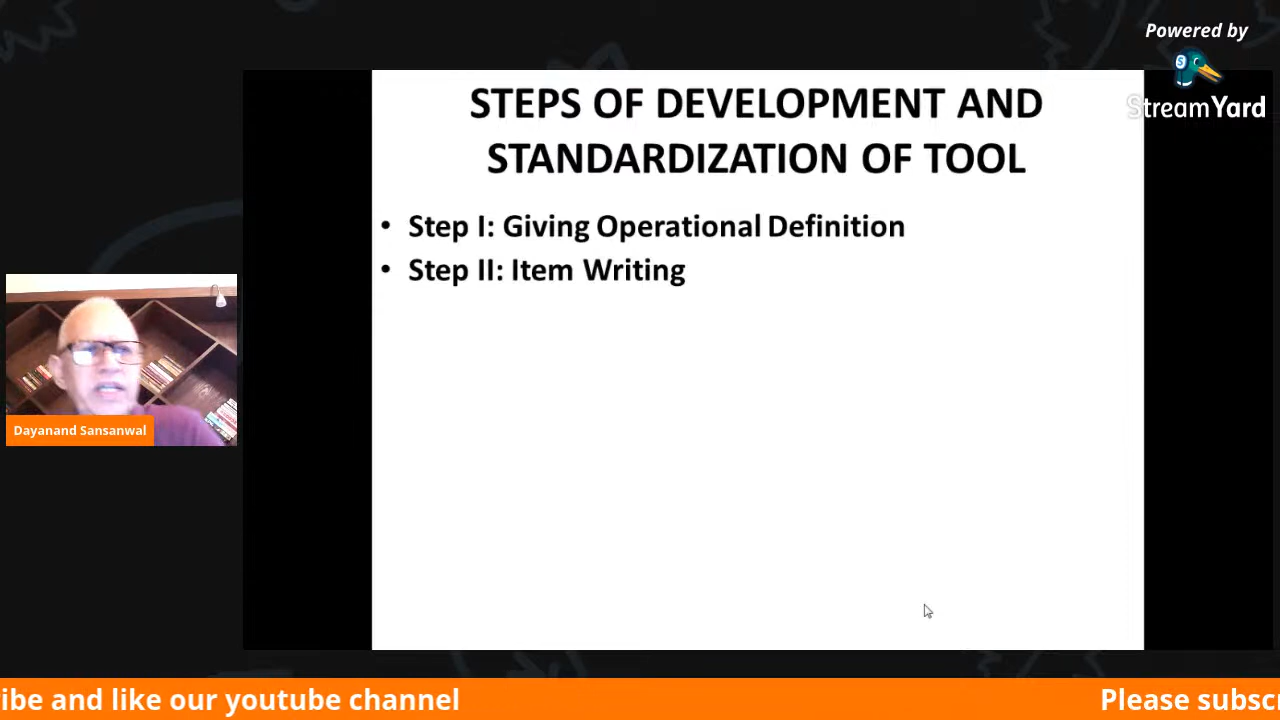 Powered by
StreamYard
STEPS OF DEVELOPMENT AND
STANDARDIZATION OF TOOL
• Step I: Giving Operational Definition
• Step II: Item Writing
Dayanand Sansanwal
ibe and like our youtube channel
Please subsc